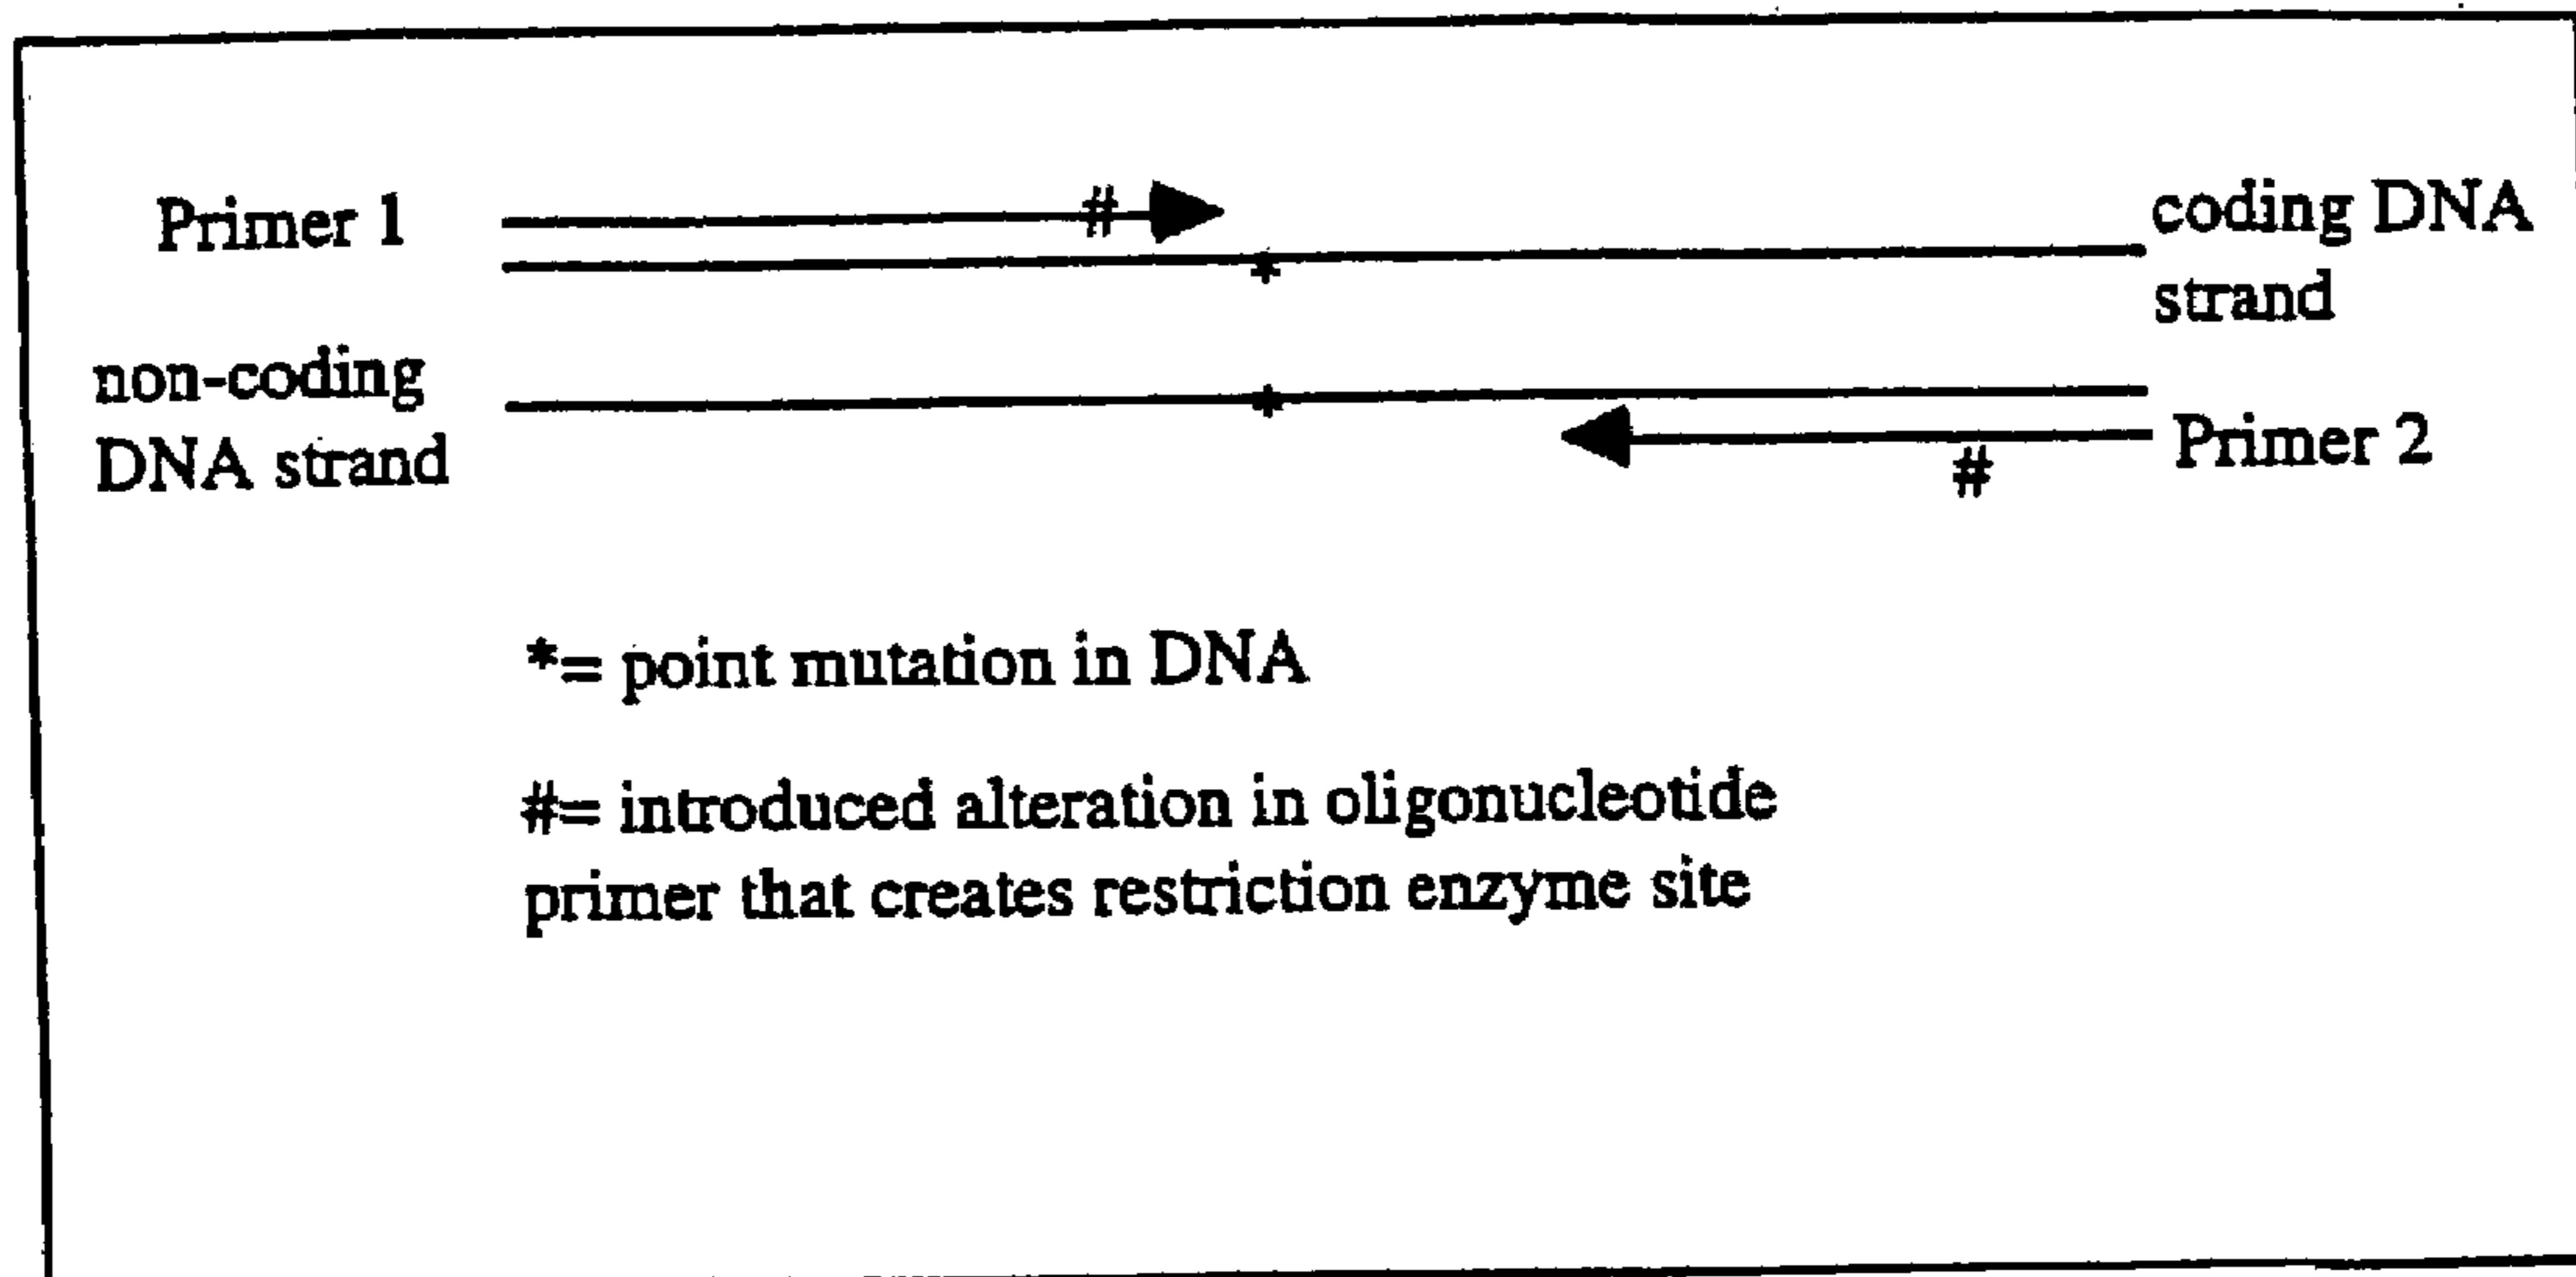 Primer 1
#
coding DNA
strand
*
non-coding
DNA strand
*
Primer 2
#
*= point mutation in DNA
#= introduced alteration in oligonucleotide
primer that creates restriction enzyme site